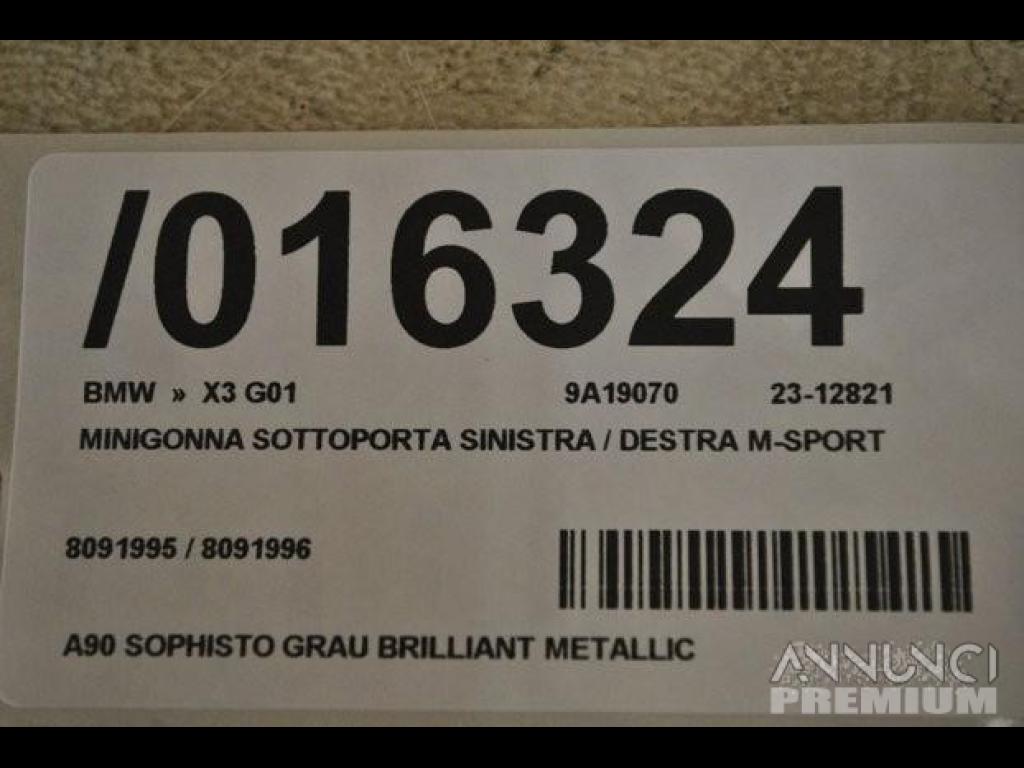 /016324
BMW » X3 G01 9A19070 23-12821
MINIGONNA SOTTOPORTA SINISTRA / DESTRA M-SPORT
8091995 / 8091996
A90 SOPHISTO GRAU BRILLIANT METALLIC
ANNUNCI
PREMIUM